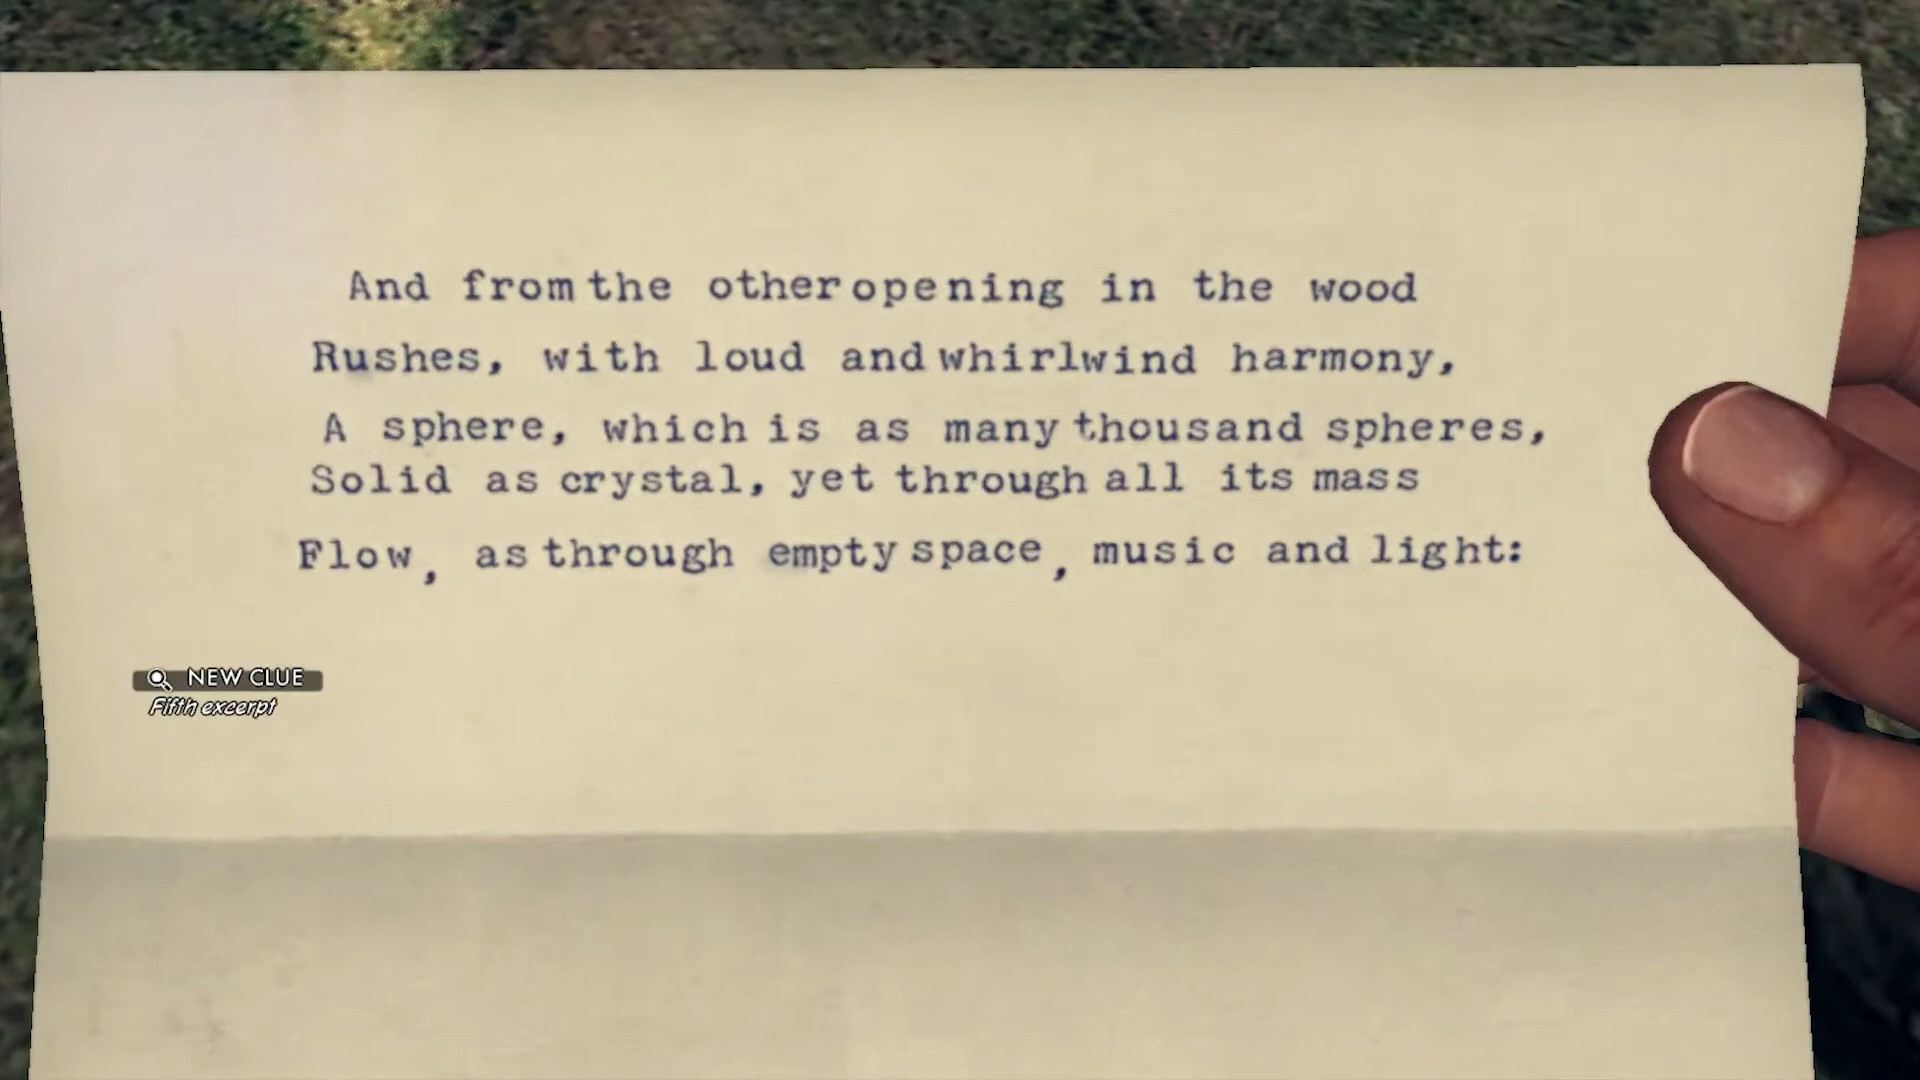 And from the other opening in the wood
Rushes, with loud and whirlwind harmony,
A sphere, which is as many thousand spheres,
Solid as crystal, yet through all its mass
Flow, as through empty space, music and light:
NEW CLUE
Fifth excerpt